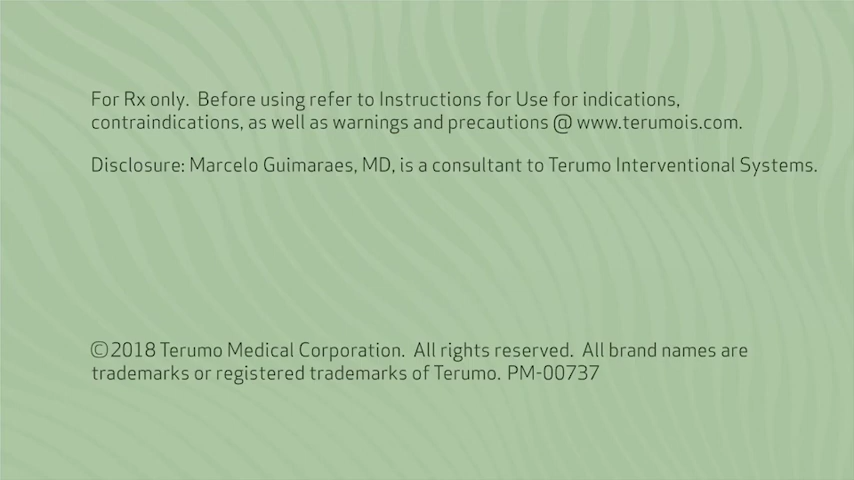 For Rx only. Before using refer to Instructions for Use for indications,
contraindications, as well as warnings and precautions @ www.terumois.com.
Disclosure: Marcelo Guimaraes, MD, is a consultant to Terumo Interventional Systems.
©2018 Terumo Medical Corporation. All rights reserved. All brand names are
trademarks or registered trademarks of Terumo. PM-00737